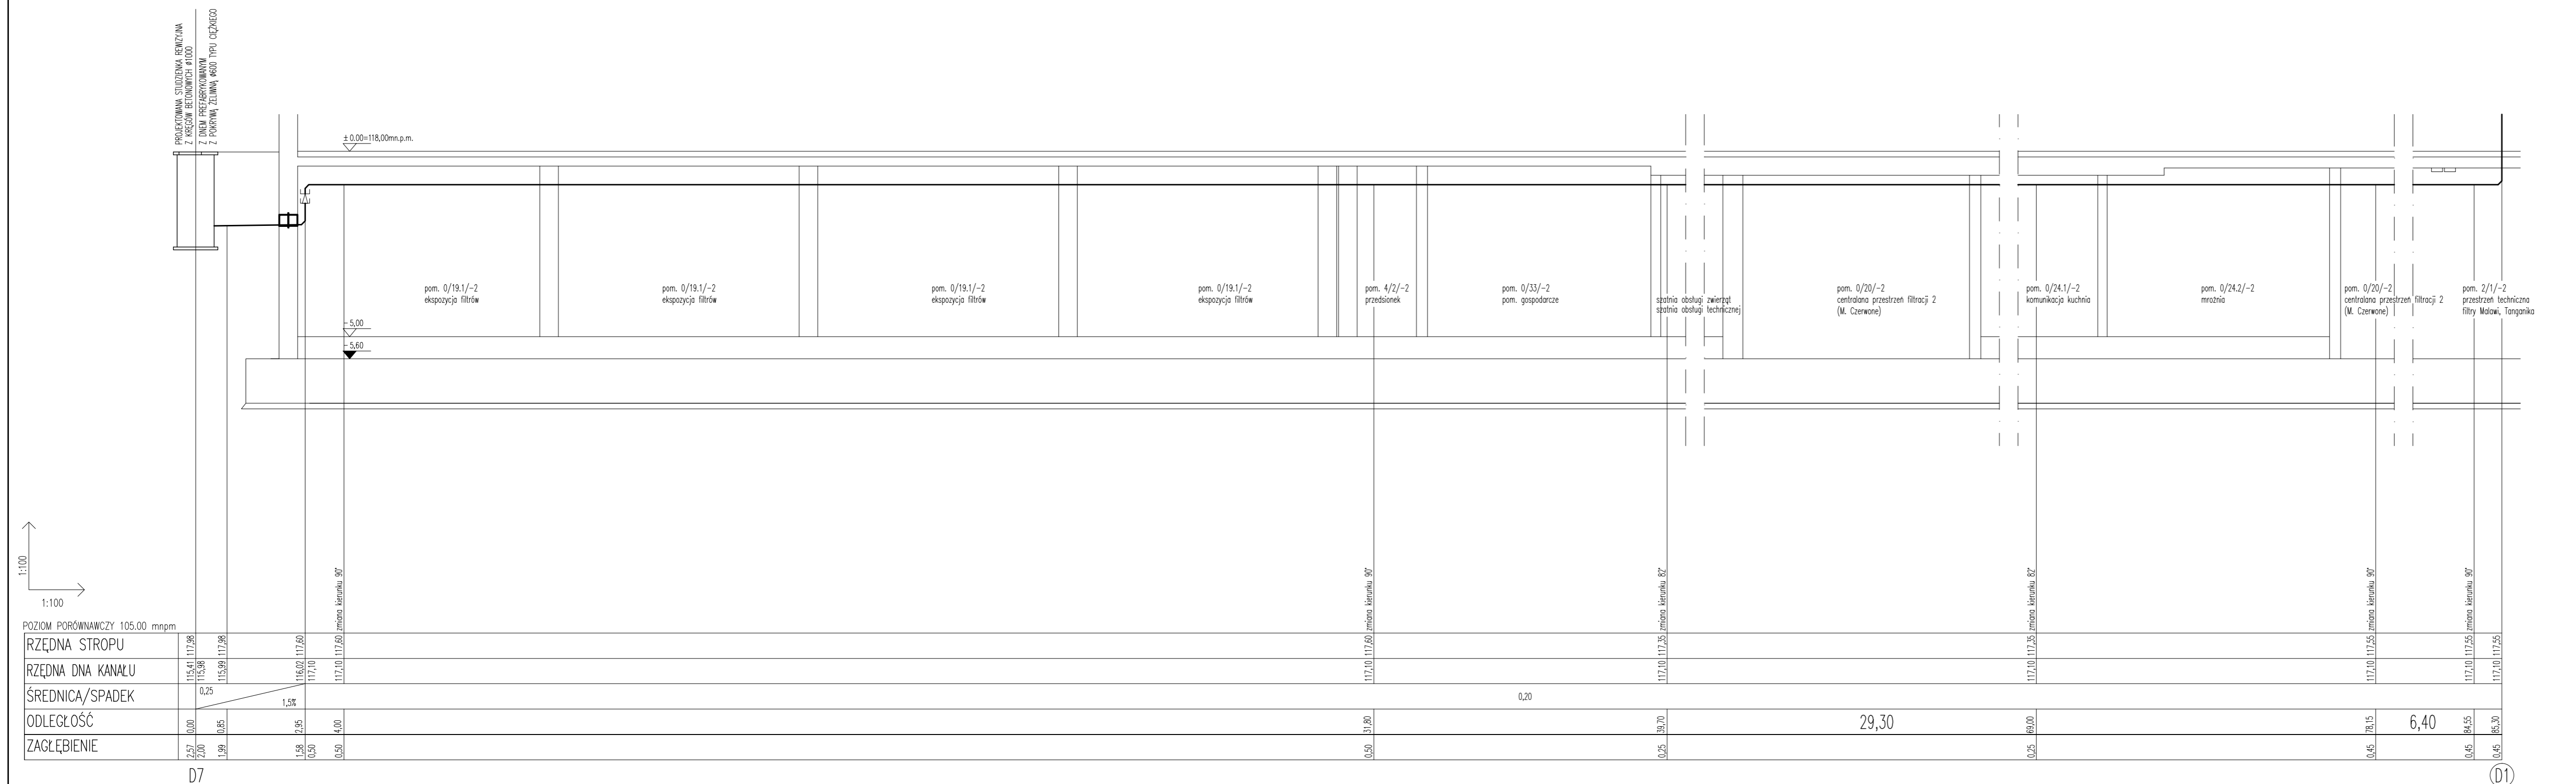 PROJEKTOWANA STUDZIENKA REWIZYJNA
Z KRĘGÓW BETONOWYCH ø1000
Z DNEM PREFABRYKOWANYM
Z POKRYWĄ ŻELIWNĄ ø600 TYPU CIĘŻKIEGO
± 0.00=118,00mn.p.m.
pom. 0/19.1/-2
ekspozycja filtrów
pom. 0/19.1/-2
ekspozycja filtrów
pom. 0/19.1/-2
ekspozycja filtrów
pom. 0/19.1/-2
ekspozycja filtrów
pom. 4/2/-2
przedsionek
pom. 0/33/-2
pom. gospodarcze
szatnia obsługi zwierząt
szatnia obsługi technicznej
pom. 0/20/-2
centralana przestrzeń filtracji 2
(M. Czerwone)
pom. 0/24.1/-2
komunikacja kuchnia
pom. 0/24.2/-2
mroźnia
pom. 0/20/-2
centralana przestrzeń filtracji 2
(M. Czerwone)
pom. 2/1/-2
przestrzeń techniczna
filtry Malawi, Tanganika
- 5,00
- 5,60
1:100
1:100
zmiana kierunku 90°
zmiana kierunku 90°
zmiana kierunku 82°
zmiana kierunku 82°
zmiana kierunku 90°
zmiana kierunku 90°
POZIOM PORÓWNAWCZY 105.00 mnpm
RZĘDNA STROPU
117,98 117,98 117,60 117,60 117,60 117,35 117,35 117,55 117,55 117,55
RZĘDNA DNA KANAŁU
115,41 115,98 115,99 116,02 117,10 117,10 117,10 117,10 117,10 117,10 117,10 117,10
ŚREDNICA/SPADEK
0,25 1,5% 0,20
ODLEGŁOŚĆ
0,00 0,85 2,95 4,00 31,80 39,70 29,30 69,00 78,15 6,40 84,55 85,30
ZAGŁĘBIENIE
2,57 2,00 1,99 1,58 0,50 0,50 0,50 0,25 0,25 0,45 0,45 0,45
D7
D1